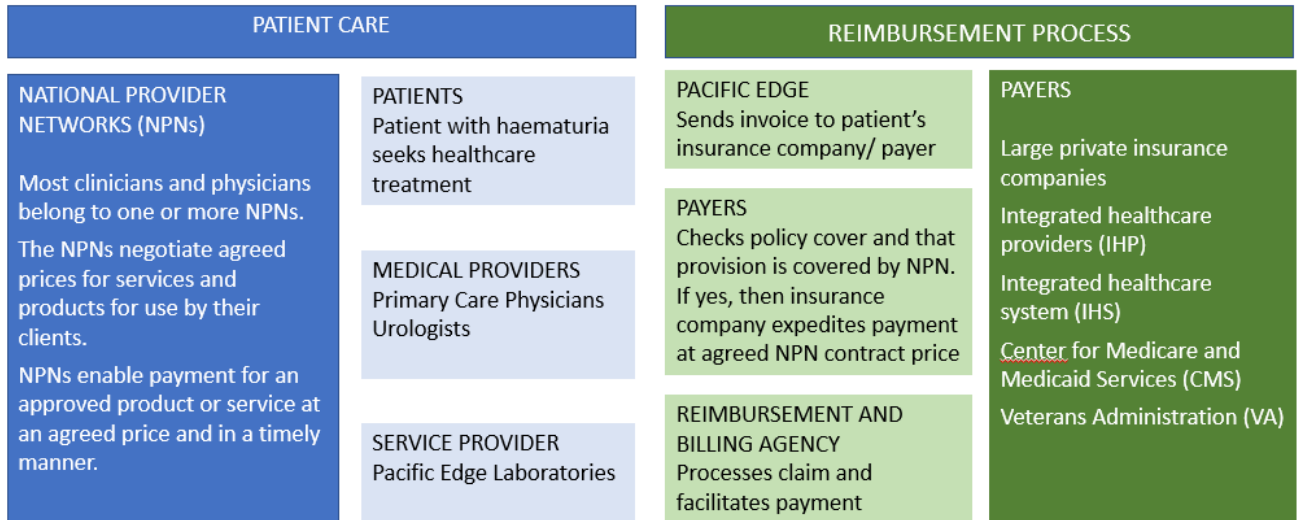 PATIENT CARE
NATIONAL PROVIDER
NETWORKS (NPNs)
Most clinicians and physicians
belong to one or more NPNs.
The NPNs negotiate agreed
prices for services and
products for use by their
clients.
NPNs enable payment for an
approved product or service at
an agreed price and in a timely
manner.
PATIENTS
Patient with haematuria
seeks healthcare
treatment
MEDICAL PROVIDERS
Primary Care Physicians
Urologists
SERVICE PROVIDER
Pacific Edge Laboratories
REIMBURSEMENT PROCESS
PACIFIC EDGE
Sends invoice to patient’s
insurance company/ payer
PAYERS
Checks policy cover and that
provision is covered by NPN.
If yes, then insurance
company expedites payment
at agreed NPN contract price
REIMBURSEMENT AND
BILLING AGENCY
Processes claim and
facilitates payment
PAYERS
Large private insurance
companies
Integrated healthcare
providers (IHP)
Integrated healthcare
system (IHS)
Center for Medicare and
Medicaid Services (CMS)
Veterans Administration (VA)